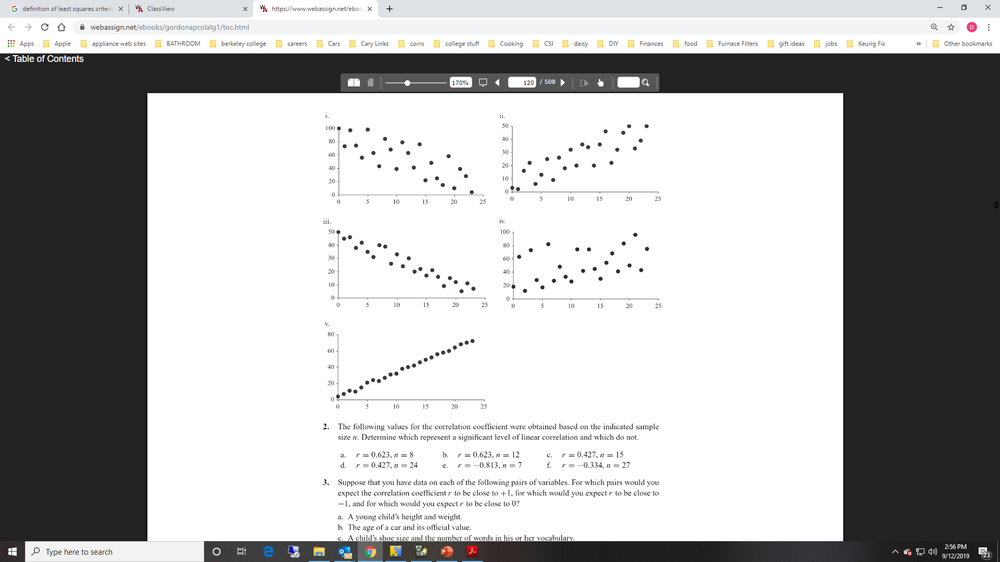 definition of least squares criteric
ClassView
https://www.webassign.net/eboo
webassign.net/ebooks/gordonapcolalg1/toc.html
D
Apps Apple appliance web sites BATHROOM berkeley college careers Cars Cary Links coins college stuff Cooking CSI daisy DIY Finances food Furnace Filters gift ideas jobs Keurig Fix » Other bookmarks
< Table of Contents
170% 120 / 508
i.
100
80
60
40
20
0
0 5 10 15 20 25
ii.
50
40
30
20
10
0
0 5 10 15 20 25
iii.
50
40
30
20
10
0
0 5 10 15 20 25
iv.
100
80
60
40
20
0
0 5 10 15 20 25
v.
80
60
40
20
0
0 5 10 15 20 25
2. The following values for the correlation coefficient were obtained based on the indicated sample
size n. Determine which represent a significant level of linear correlation and which do not.
a. r = 0.623, n = 8 b. r = 0.623, n = 12 c. r = 0.427, n = 15
d. r = 0.427, n = 24 e. r = −0.813, n = 7 f. r = −0.334, n = 27
3. Suppose that you have data on each of the following pairs of variables. For which pairs would you
expect the correlation coefficient r to be close to +1, for which would you expect r to be close to
−1, and for which would you expect r to be close to 0?
a. A young child's height and weight.
b. The age of a car and its official value.
c. A child's shoe size and the number of words in his or her vocabulary.
Type here to search
2:56 PM
9/12/2019
23